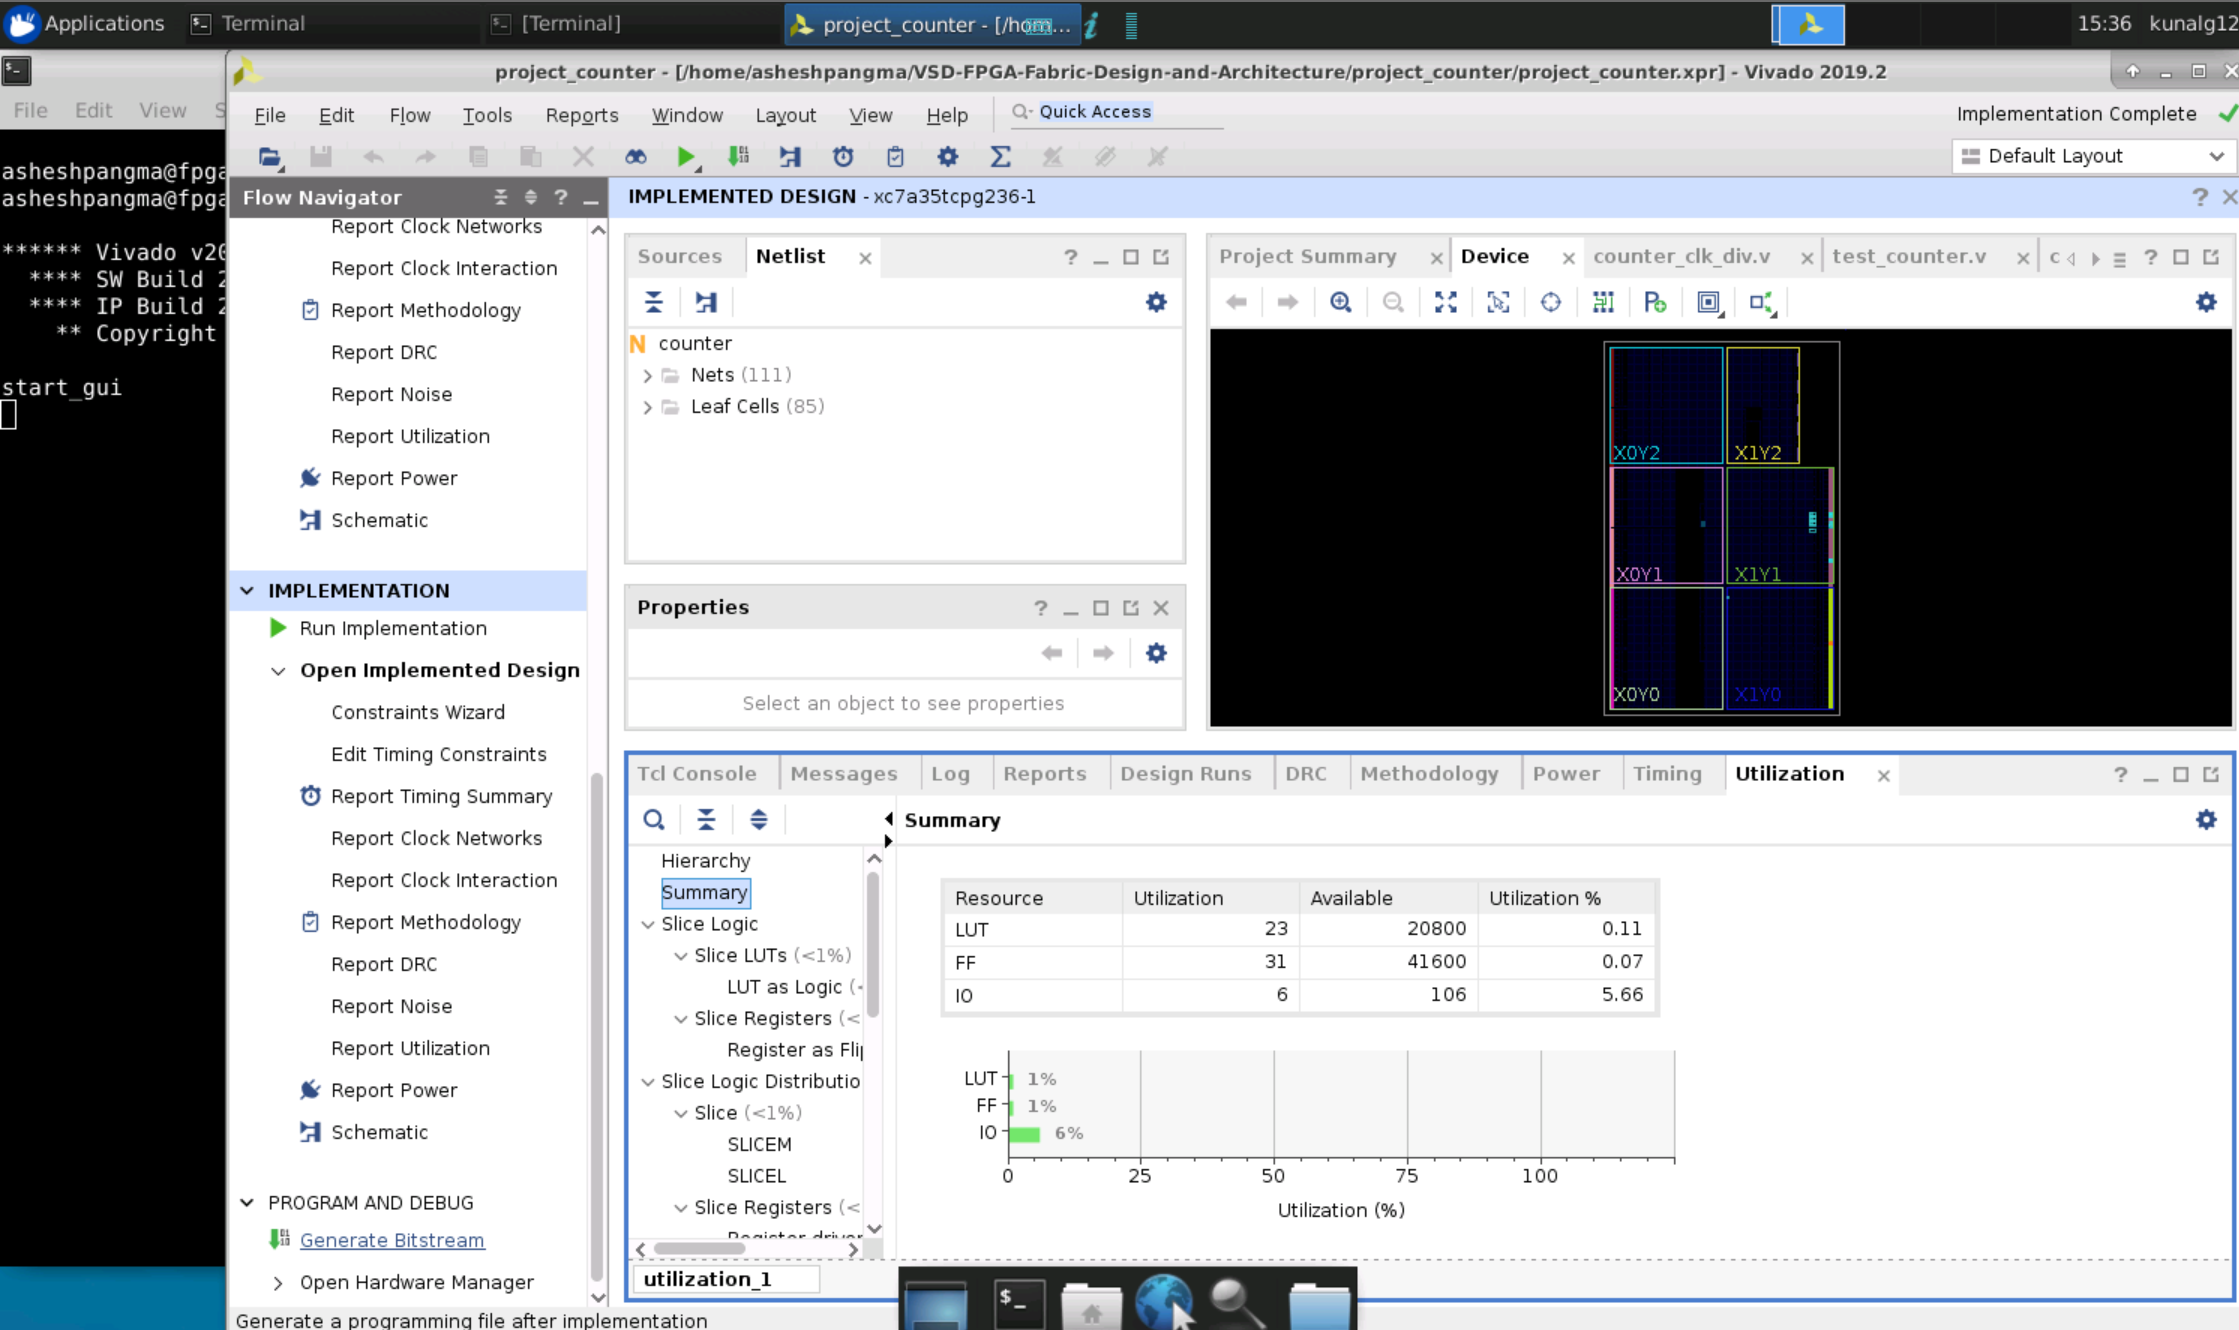 Applications
Terminal
[Terminal]
project_counter - [/ho
15:36
kunalg12
project_counter - [/home/asheshpangma/VSD-FPGA-Fabric-Design-and-Architecture/project_counter/project_counter.xpr] - Vivado 2019.2
File Edit View S
File Edit Flow Tools Reports Window Layout View Help
Quick Access
Implementation Complete
Default Layout
asheshpangma@fpga
asheshpangma@fpga
****** Vivado v20
**** SW Build 2
**** IP Build 2
** Copyright
start_gui
Flow Navigator
Report Clock Networks
Report Clock Interaction
Report Methodology
Report DRC
Report Noise
Report Utilization
Report Power
Schematic
IMPLEMENTATION
Run Implementation
Open Implemented Design
Constraints Wizard
Edit Timing Constraints
Report Timing Summary
Report Clock Networks
Report Clock Interaction
Report Methodology
Report DRC
Report Noise
Report Utilization
Report Power
Schematic
PROGRAM AND DEBUG
Generate Bitstream
Open Hardware Manager
Generate a programming file after implementation
IMPLEMENTED DESIGN - xc7a35tcpg236-1
Sources
Netlist
N counter
Nets (111)
Leaf Cells (85)
Properties
Select an object to see properties
Project Summary
Device
counter_clk_div.v
test_counter.v
c
X0Y2
X1Y2
X0Y1
X1Y1
X0Y0
X1Y0
Tcl Console Messages Log Reports Design Runs DRC Methodology Power Timing Utilization
Hierarchy
Summary
Slice Logic
Slice LUTs (<1%)
LUT as Logic (<
Slice Registers (<
Register as Fli
Slice Logic Distributio
Slice (<1%)
SLICEM
SLICEL
Slice Registers (<
Register drive
utilization_1
Summary
Resource Utilization Available Utilization %
LUT 23 20800 0.11
FF 31 41600 0.07
IO 6 106 5.66
LUT 1%
FF 1%
IO 6%
0 25 50 75 100
Utilization (%)